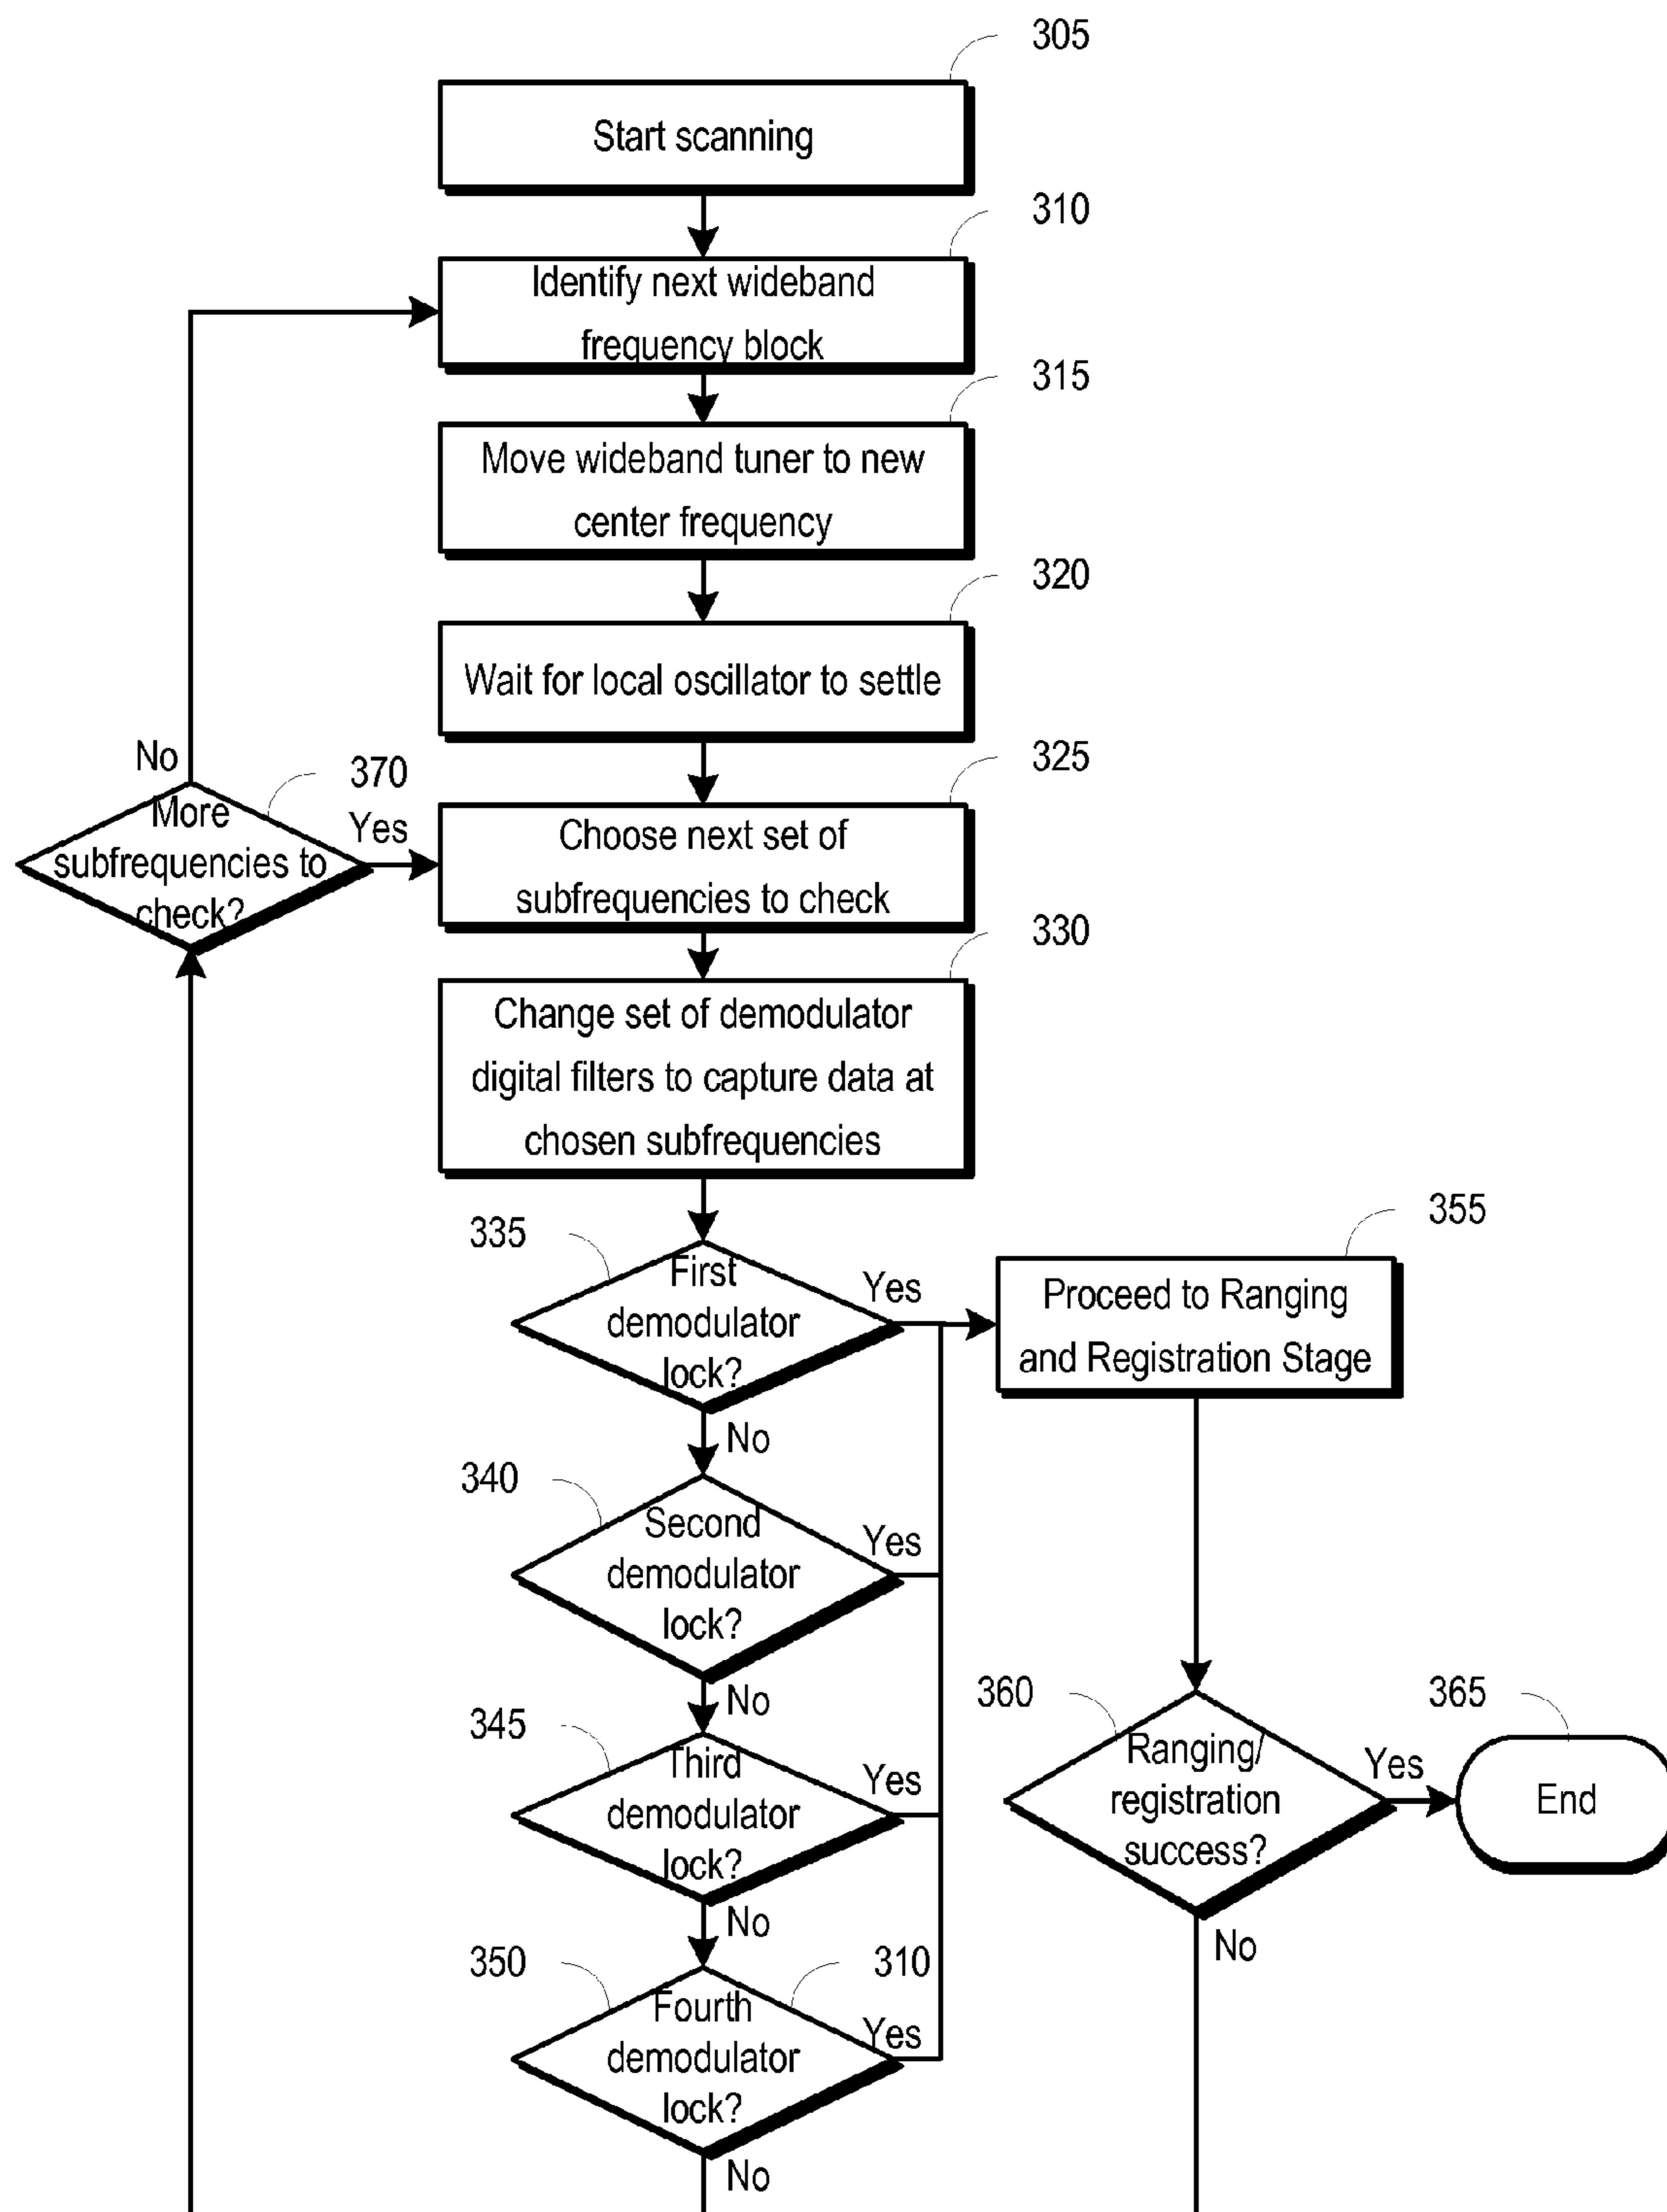 305
Start scanning
310
Identify next wideband
frequency block
315
Move wideband tuner to new
center frequency
320
Wait for local oscillator to settle
325
No
370
More
subfrequencies to
check?
Yes
Choose next set of
subfrequencies to check
330
Change set of demodulator
digital filters to capture data at
chosen subfrequencies
335
First
demodulator
lock?
Yes
355
Proceed to Ranging
and Registration Stage
No
340
Second
demodulator
lock?
Yes
No
345
Third
demodulator
lock?
Yes
360
Ranging/
registration
success?
Yes
365
End
No
350
310
Fourth
demodulator
lock?
Yes
No
No